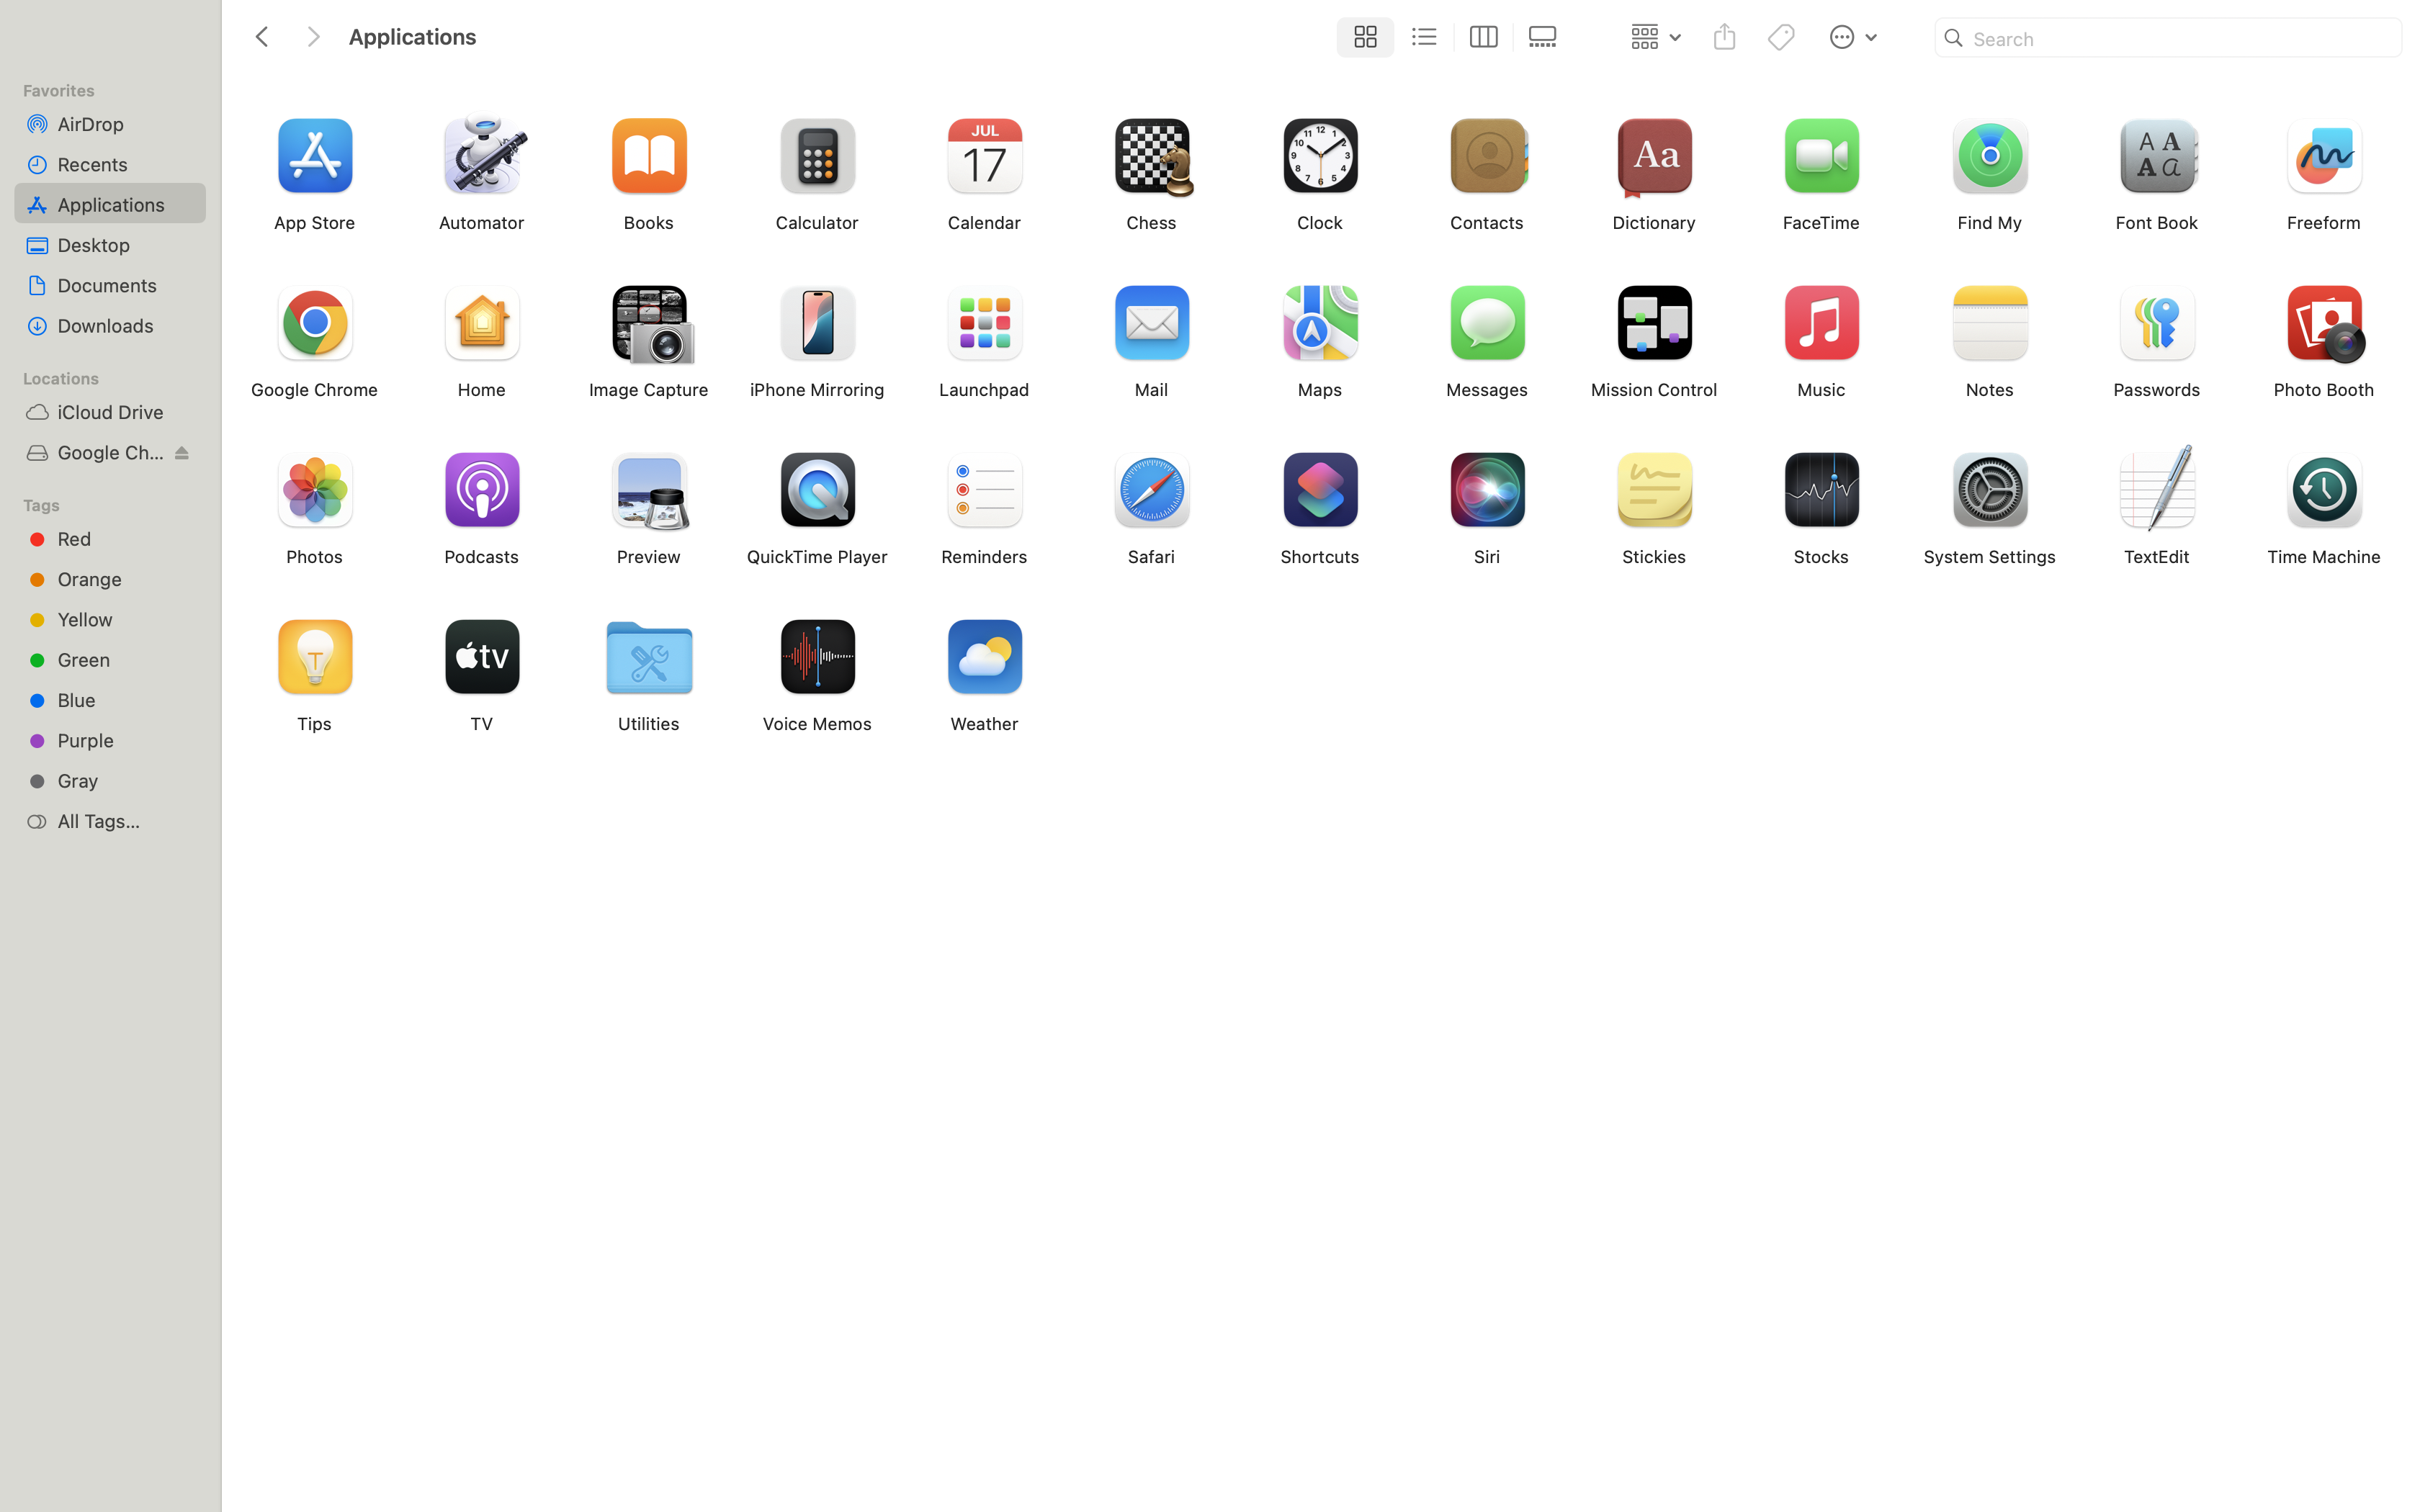 Applications
Search
Favorites
AirDrop
Recents
Applications
Desktop
Documents
Downloads
Locations
iCloud Drive
Google Ch...
Tags
Red
Orange
Yellow
Green
Blue
Purple
Gray
All Tags...
App Store Automator Books Calculator Calendar Chess Clock Contacts Dictionary FaceTime Find My Font Book Freeform
JUL
17
Aa
Google Chrome Home Image Capture iPhone Mirroring Launchpad Mail Maps Messages Mission Control Music Notes Passwords Photo Booth
Photos Podcasts Preview QuickTime Player Reminders Safari Shortcuts Siri Stickies Stocks System Settings TextEdit Time Machine
tv
Tips TV Utilities Voice Memos Weather